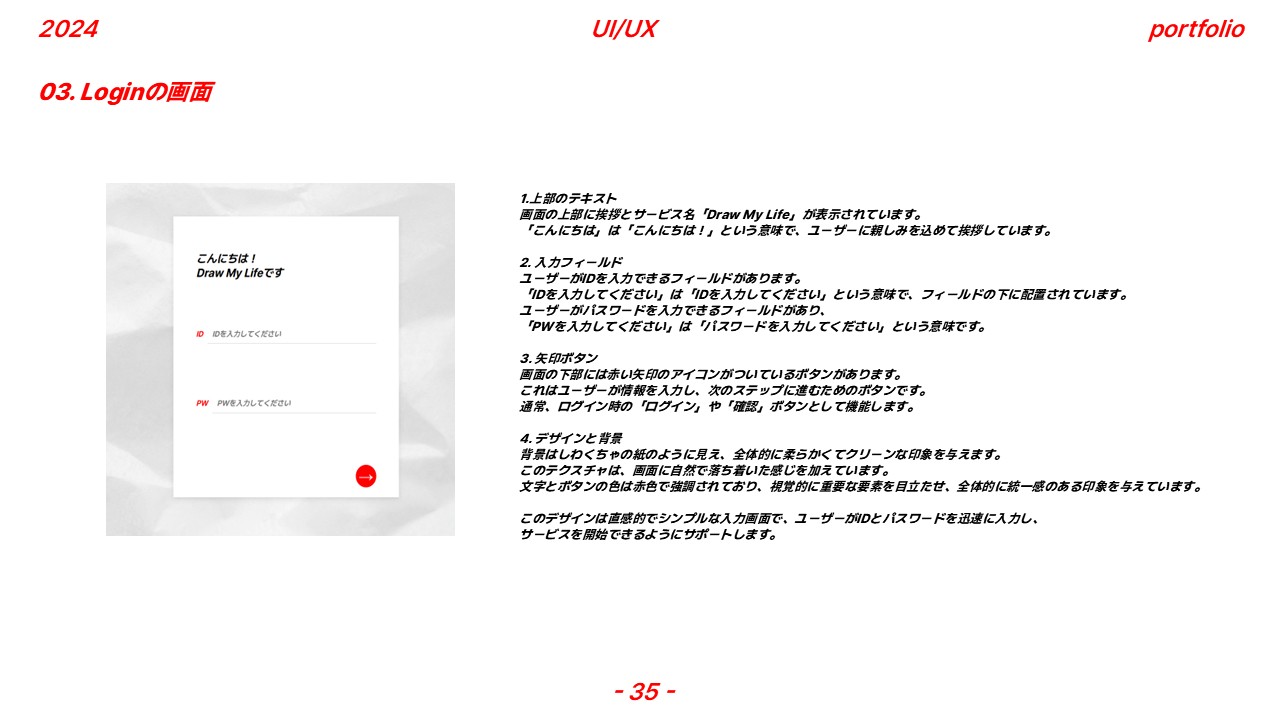 2024
UI/UX
portfolio
03. Loginの画面
こんにちは！
Draw My Lifeです
ID IDを入力してください
PW PWを入力してください
→
1.上部のテキスト
画面の上部に挨拶とサービス名「Draw My Life」が表示されています。
「こんにちは」は「こんにちは！」という意味で、ユーザーに親しみを込めて挨拶しています。
2. 入力フィールド
ユーザーがIDを入力できるフィールドがあります。
「IDを入力してください」は「IDを入力してください」という意味で、フィールドの下に配置されています。
ユーザーがパスワードを入力できるフィールドがあり、
「PWを入力してください」は「パスワードを入力してください」という意味です。
3. 矢印ボタン
画面の下部には赤い矢印のアイコンがついているボタンがあります。
これはユーザーが情報を入力し、次のステップに進むためのボタンです。
通常、ログイン時の「ログイン」や「確認」ボタンとして機能します。
4. デザインと背景
背景はしわくちゃの紙のように見え、全体的に柔らかくてクリーンな印象を与えます。
このテクスチャは、画面に自然で落ち着いた感じを加えています。
文字とボタンの色は赤色で強調されており、視覚的に重要な要素を目立たせ、全体的に統一感のある印象を与えています。
このデザインは直感的でシンプルな入力画面で、ユーザーがIDとパスワードを迅速に入力し、
サービスを開始できるようにサポートします。
- 35 -